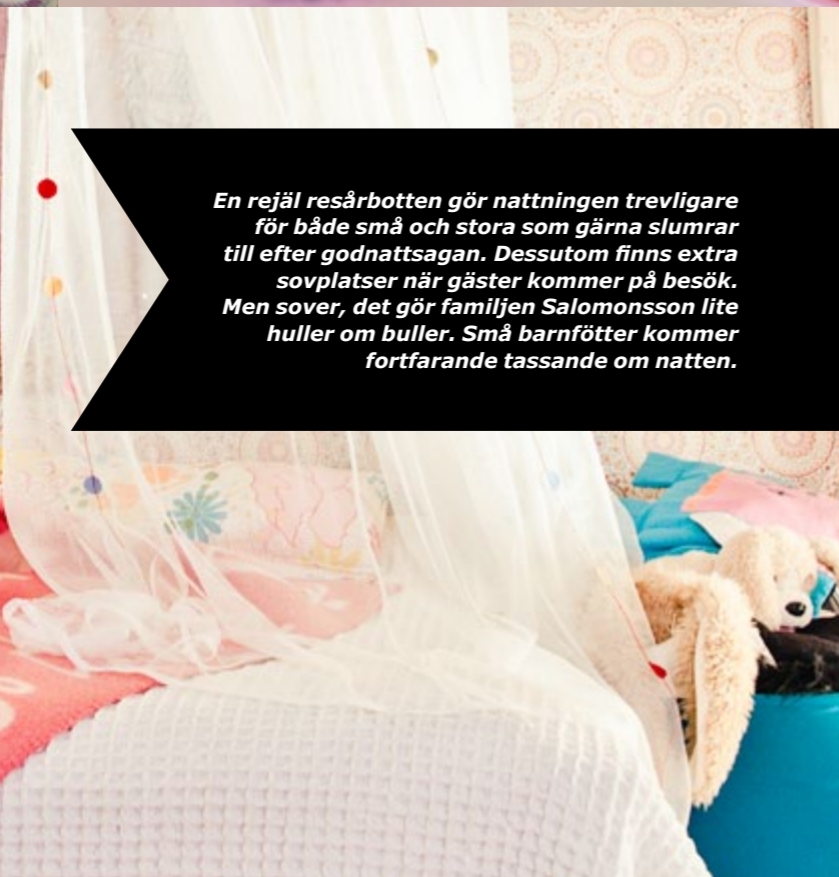 En rejäl resårbotten gör nattningen trevligare
för både små och stora som gärna slumrar
till efter godnattsagan. Dessutom finns extra
sovplatser när gäster kommer på besök.
Men sover, det gör familjen Salomonsson lite
huller om buller. Små barnfötter kommer
fortfarande tassande om natten.